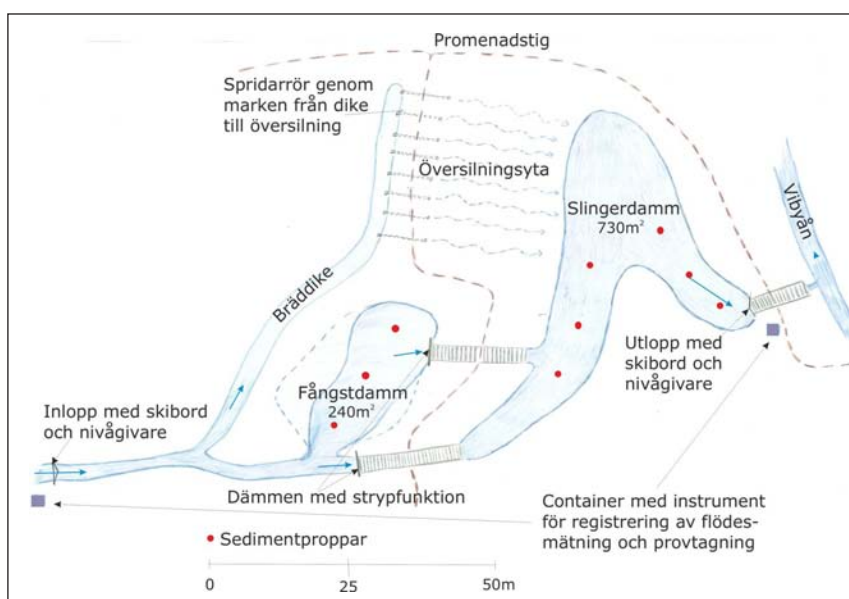 Promenadstig
Spridarrör genom
marken från dike
till översilning
Översilningsyta
Slingerdamm
730m²
Vibyån
Bräddike
Utlopp med
skibord och
nivågivare
Fångstdamm
240m²
Inlopp med skibord
och nivågivare
Dämmen med strypfunktion
Container med instrument
för registrering av flödes-
mätning och provtagning
Sedimentproppar
0 25 50m